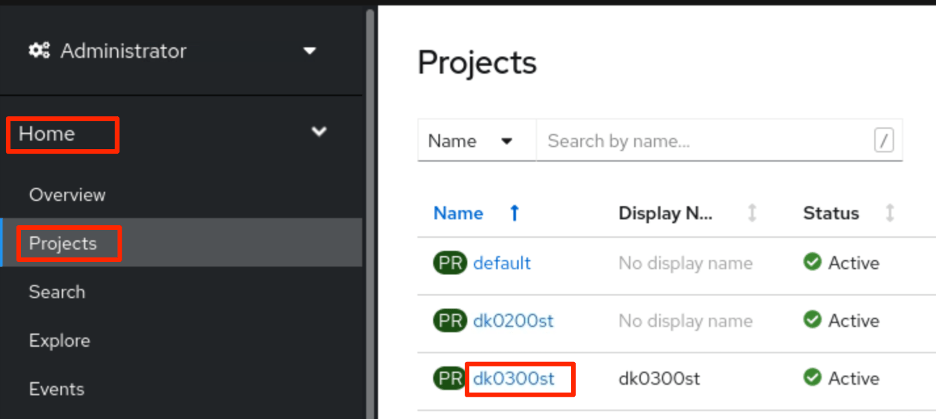 Administrator
Home
Overview
Projects
Search
Explore
Events
Projects
Name Search by name... /
Name Display N... Status
PR default No display name Active
PR dk0200st No display name Active
PR dk0300st dk0300st Active